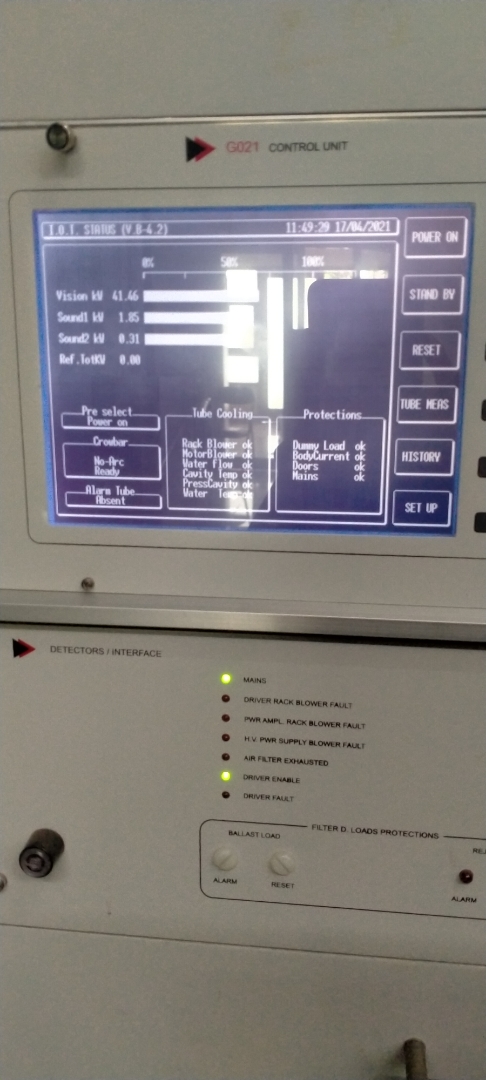 G021 CONTROL UNIT
I.O.T. STATUS (V.B-4.2) 11:49:29 17/04/2021
POWER ON
0% 50% 100%
Vision kW 41.46
STAND BY
Sound1 kW 1.85
Sound2 kW 0.31
RESET
Ref.TotKW 0.00
TUBE MEAS
Pre select
Power on
Crowbar
No-Arc
Ready
Alarm Tube
Absent
Tube Cooling
Rack Blower ok
MotorBlower ok
Water Flow ok
Cavity Temp ok
PressCavity ok
Water Temp ok
Protections
Dummy Load ok
BodyCurrent ok
Doors ok
Mains ok
HISTORY
SET UP
DETECTORS / INTERFACE
MAINS
DRIVER RACK BLOWER FAULT
PWR AMPL. RACK BLOWER FAULT
H.V. PWR SUPPLY BLOWER FAULT
AIR FILTER EXHAUSTED
DRIVER ENABLE
DRIVER FAULT
FILTER D. LOADS PROTECTIONS
BALLAST LOAD
REJ
ALARM
RESET
ALARM